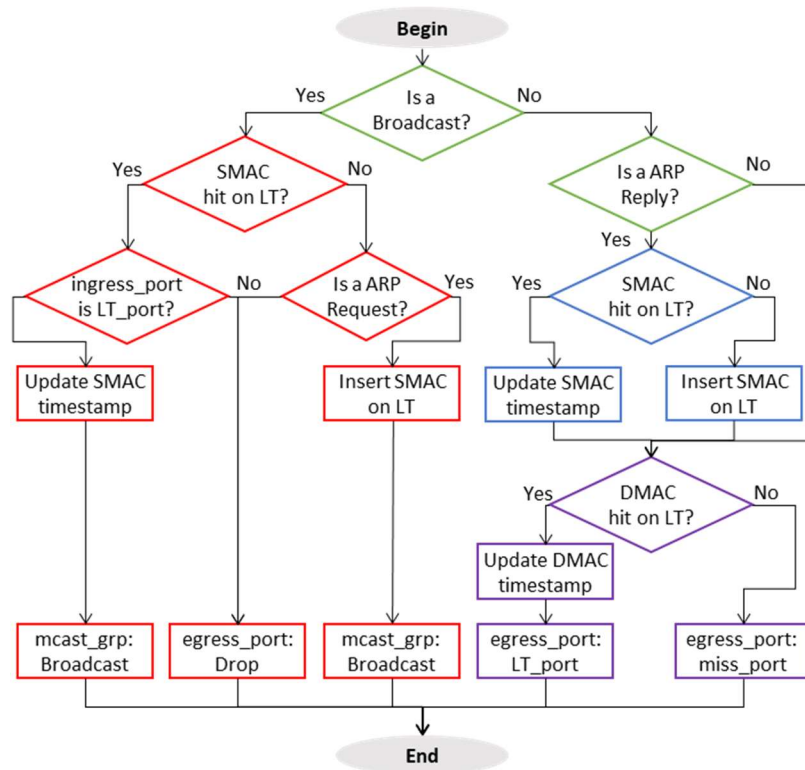 Begin
Is a
Broadcast?
Yes
No
SMAC
hit on LT?
Yes
No
Is a ARP
Reply?
No
Yes
ingress_port
is LT_port?
No
Is a ARP
Request?
Yes
SMAC
hit on LT?
Yes
No
Update SMAC
timestamp
Insert SMAC
on LT
Update SMAC
timestamp
Insert SMAC
on LT
DMAC
hit on LT?
Yes
No
Update DMAC
timestamp
mcast_grp:
Broadcast
egress_port:
Drop
mcast_grp:
Broadcast
egress_port:
LT_port
egress_port:
miss_port
End